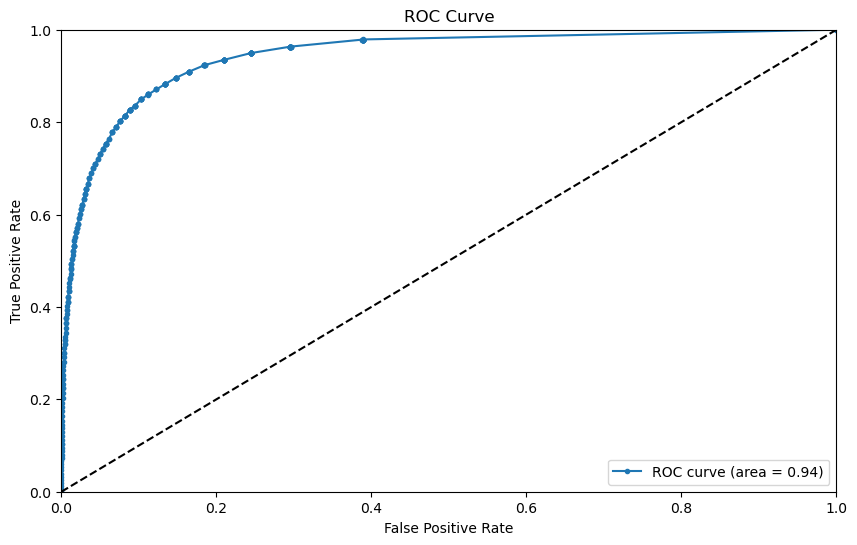 ROC Curve
1.0
0.8
0.6
0.4
0.2
0.0
True Positive Rate
ROC curve (area = 0.94)
0.0 0.2 0.4 0.6 0.8 1.0
False Positive Rate